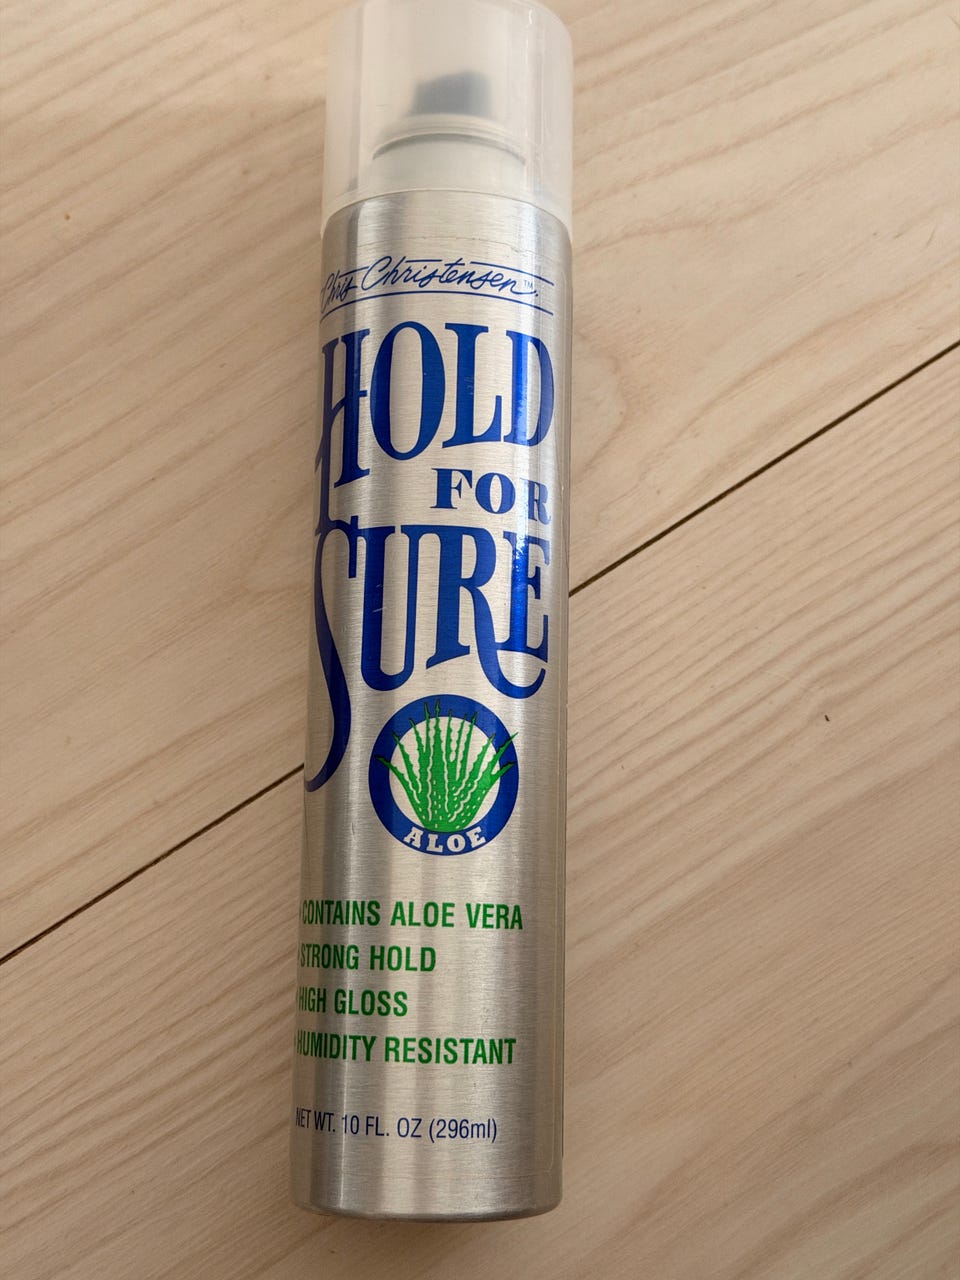 Chris Christensen™
HOLD
FOR
SURE
ALOE
• CONTAINS ALOE VERA
• STRONG HOLD
• HIGH GLOSS
• HUMIDITY RESISTANT
NET WT. 10 FL. OZ (296ml)